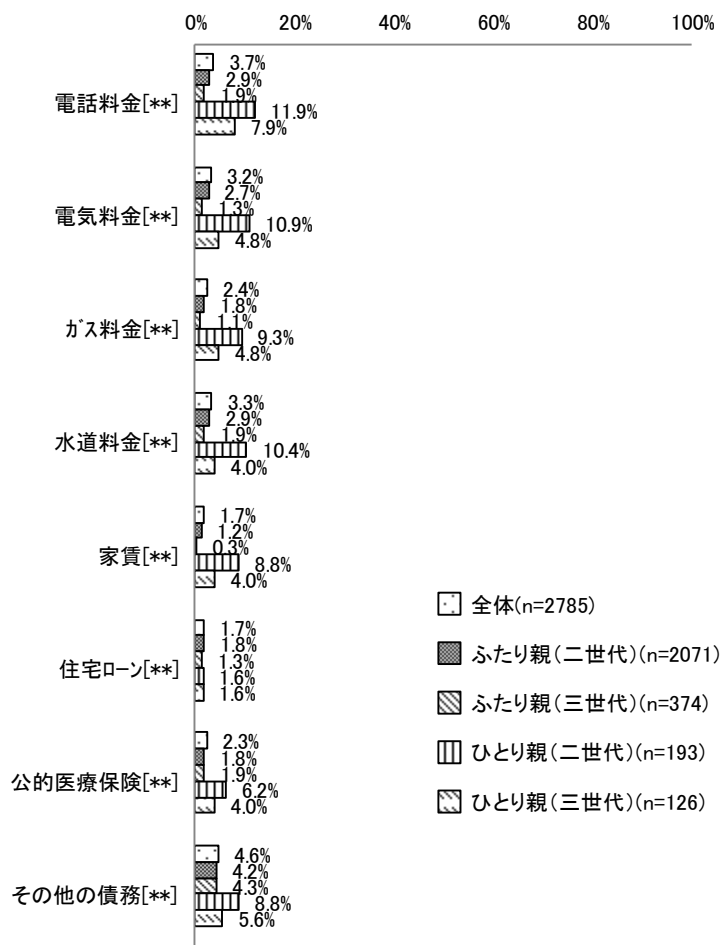 0% 20% 40% 60% 80% 100%
電話料金[**]
3.7%
2.9%
1.9%
11.9%
7.9%
電気料金[**]
3.2%
2.7%
1.3%
10.9%
4.8%
ガス料金[**]
2.4%
1.8%
1.1%
9.3%
4.8%
水道料金[**]
3.3%
2.9%
1.9%
10.4%
4.0%
家賃[**]
1.7%
1.2%
0.3%
8.8%
4.0%
住宅ローン[**]
1.7%
1.8%
1.3%
1.6%
1.6%
公的医療保険[**]
2.3%
1.8%
1.9%
6.2%
4.0%
その他の債務[**]
4.6%
4.2%
4.3%
8.8%
5.6%
全体(n=2785)
ふたり親(二世代)(n=2071)
ふたり親(三世代)(n=374)
ひとり親(二世代)(n=193)
ひとり親(三世代)(n=126)